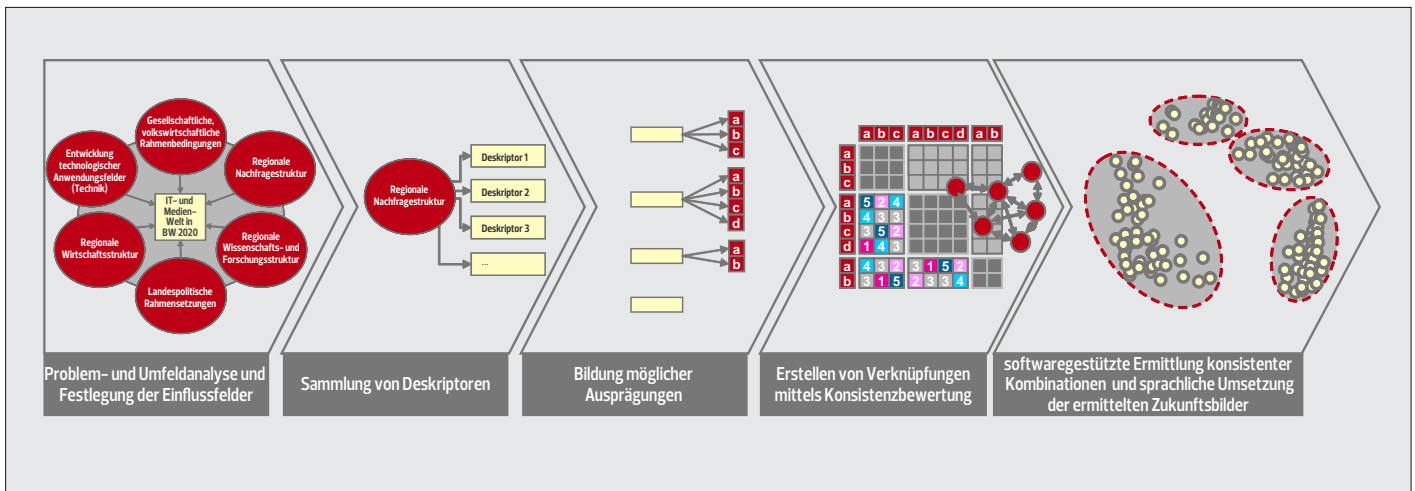 Gesellschaftliche,
volkswirtschaftliche
Rahmenbedingungen
Entwicklung
technologischer
Anwendungsfelder
(Technik)
Regionale
Nachfragestruktur
IT- und
Medien-
Welt in
BW 2020
Regionale
Wirtschaftsstruktur
Regionale
Wissenschafts- und
Forschungsstruktur
Landespolitische
Rahmensetzungen
Problem- und Umfeldanalyse und
Festlegung der Einflussfelder
Regionale
Nachfragestruktur
Deskriptor 1
Deskriptor 2
Deskriptor 3
...
Sammlung von Deskriptoren
a
b
c
a
b
c
d
a
b
Bildung möglicher
Ausprägungen
a b c a b c d a b
a
b
c
a 5 2 4
b 4 3 3
c 3 5 2
d 1 4 3
a 4 3 2 3 1 5 2
b 3 1 5 2 3 3 4
Erstellen von Verknüpfungen
mittels Konsistenzbewertung
softwaregestützte Ermittlung konsistenter
Kombinationen und sprachliche Umsetzung
der ermittelten Zukunftsbilder